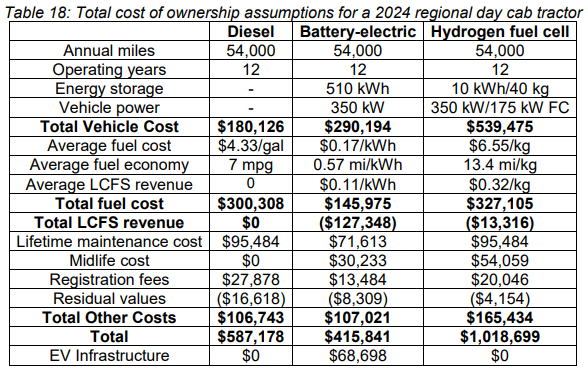 Table 18: Total cost of ownership assumptions for a 2024 regional day cab tractor
Diesel Battery-electric Hydrogen fuel cell
Annual miles 54,000 54,000 54,000
Operating years 12 12 12
Energy storage - 510 kWh 10 kWh/40 kg
Vehicle power - 350 kW 350 kW/175 kW FC
Total Vehicle Cost $180,126 $290,194 $539,475
Average fuel cost $4.33/gal $0.17/kWh $6.55/kg
Average fuel economy 7 mpg 0.57 mi/kWh 13.4 mi/kg
Average LCFS revenue 0 $0.11/kWh $0.32/kg
Total fuel cost $300,308 $145,975 $327,105
Total LCFS revenue $0 ($127,348) ($13,316)
Lifetime maintenance cost $95,484 $71,613 $95,484
Midlife cost $0 $30,233 $54,059
Registration fees $27,878 $13,484 $20,046
Residual values ($16,618) ($8,309) ($4,154)
Total Other Costs $106,743 $107,021 $165,434
Total $587,178 $415,841 $1,018,699
EV Infrastructure $0 $68,698 $0